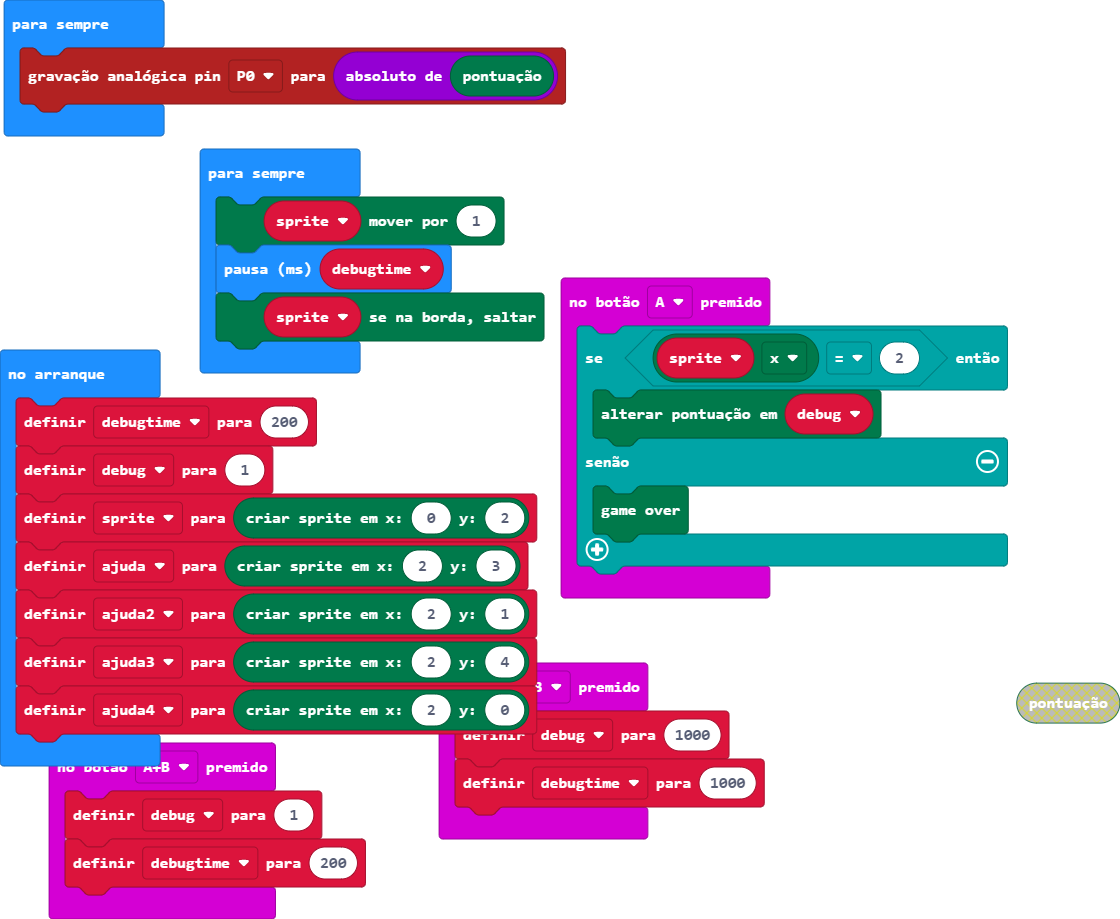 para sempre
gravação analógica pin P0 para absoluto de pontuação
para sempre
sprite mover por 1
pausa (ms) debugtime
sprite se na borda, saltar
no botão A premido
se sprite x = 2 então
alterar pontuação em debug
senão
game over
no arranque
definir debugtime para 200
definir debug para 1
definir sprite para criar sprite em x: 0 y: 2
definir ajuda para criar sprite em x: 2 y: 3
definir ajuda2 para criar sprite em x: 2 y: 1
definir ajuda3 para criar sprite em x: 2 y: 4
definir ajuda4 para criar sprite em x: 2 y: 0
premido
definir debug para 1000
definir debugtime para 1000
pontuação
no botão A+B premido
definir debug para 1
definir debugtime para 200